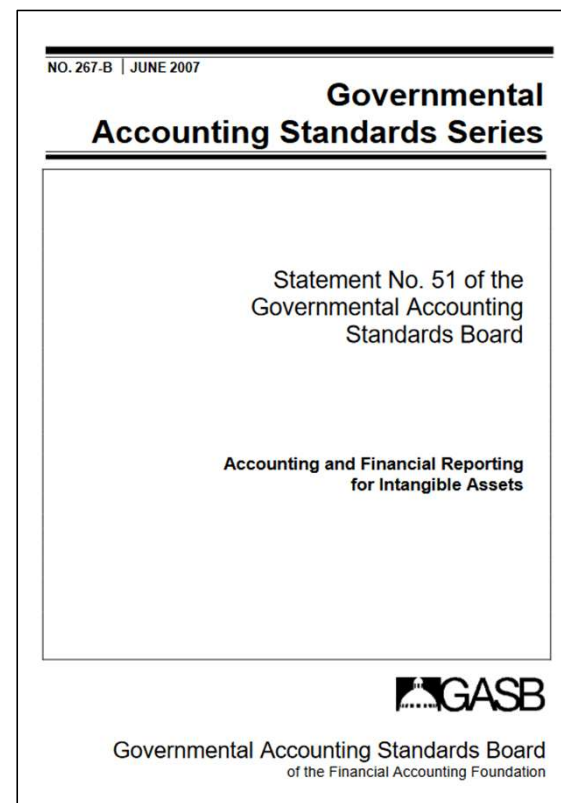 NO. 267-B | JUNE 2007
Governmental
Accounting Standards Series
Statement No. 51 of the
Governmental Accounting
Standards Board
Accounting and Financial Reporting
for Intangible Assets
GASB
Governmental Accounting Standards Board
of the Financial Accounting Foundation